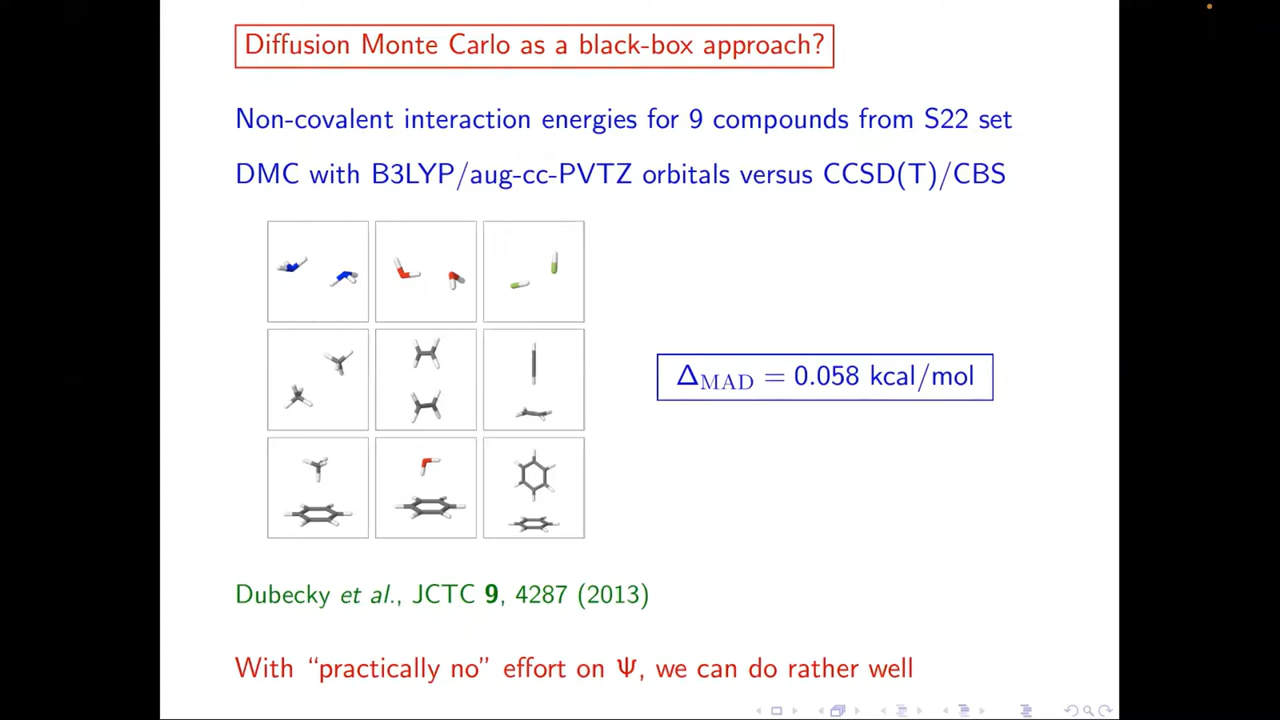 Diffusion Monte Carlo as a black-box approach?
Non-covalent interaction energies for 9 compounds from S22 set
DMC with B3LYP/aug-cc-PVTZ orbitals versus CCSD(T)/CBS
Δ_MAD = 0.058 kcal/mol
Dubecky et al., JCTC 9, 4287 (2013)
With “practically no” effort on Ψ, we can do rather well